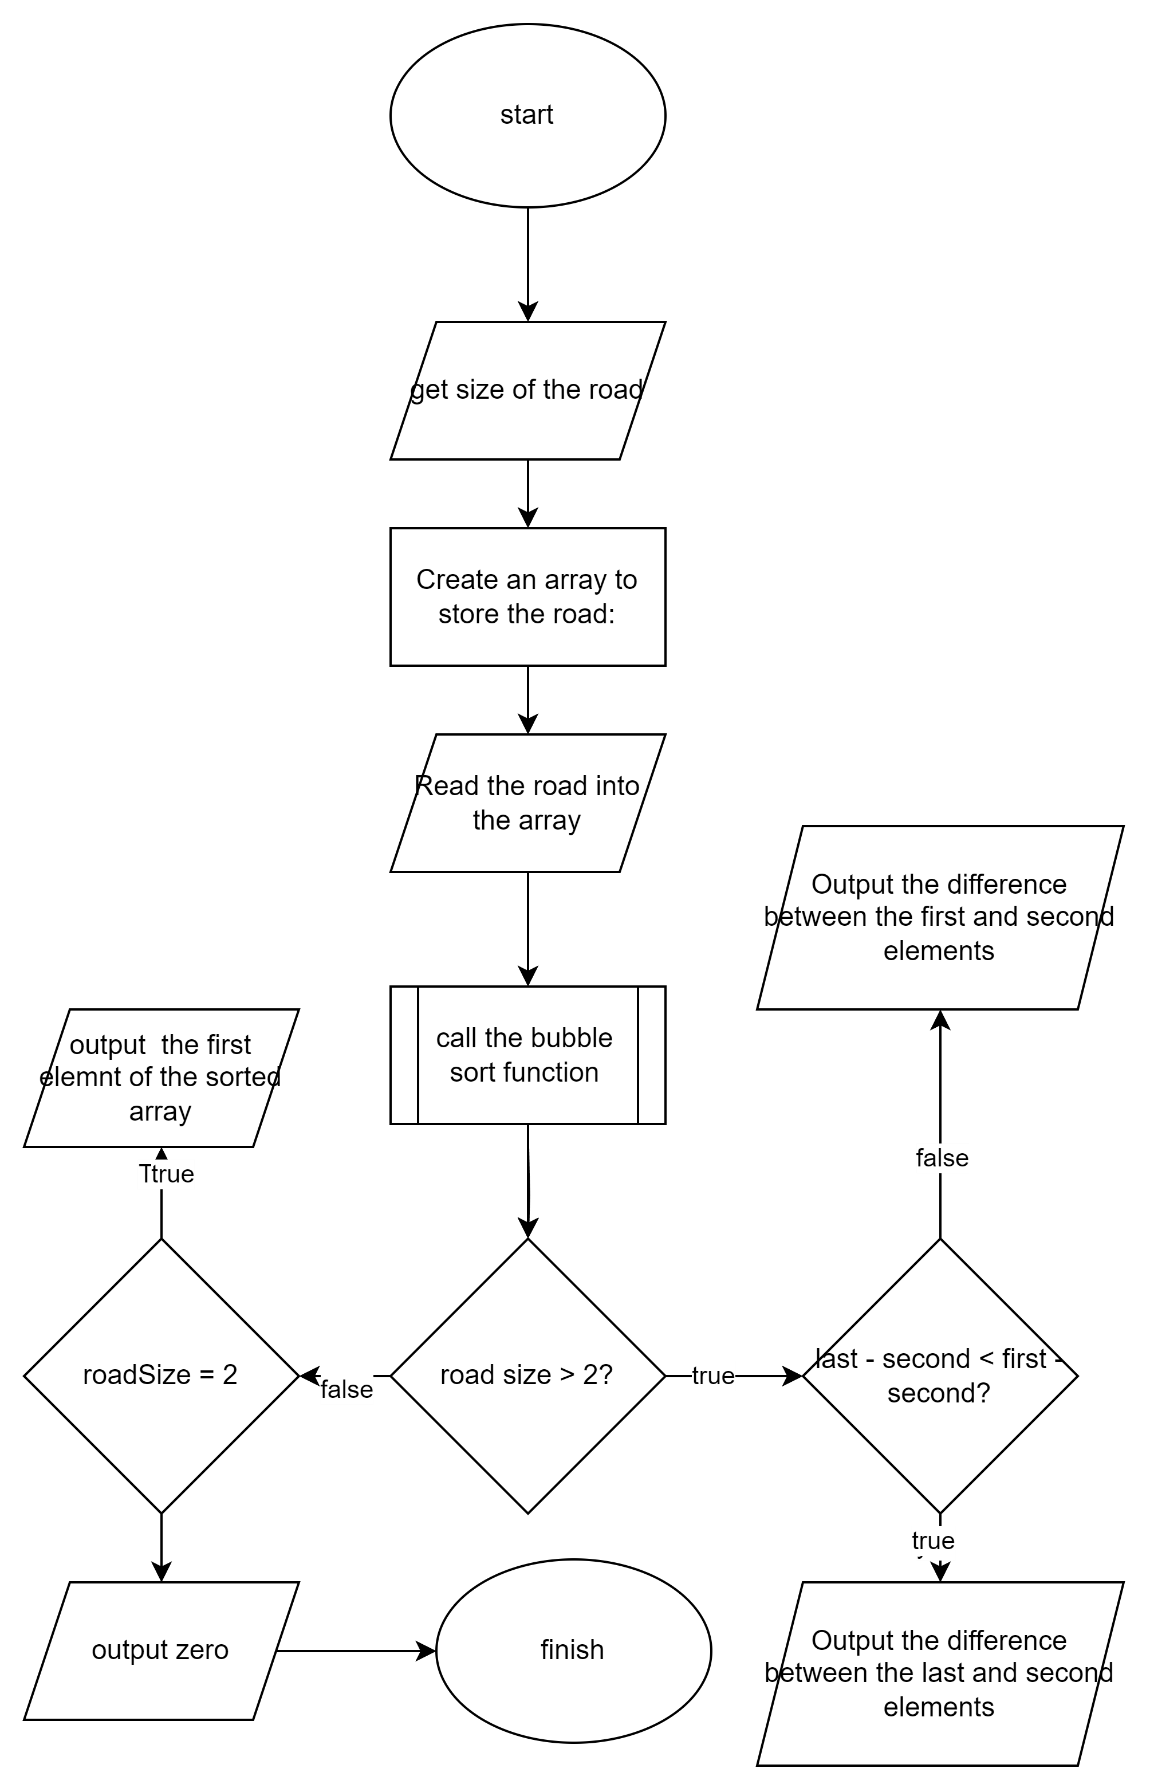 start
get size of the road
Create an array to
store the road:
Read the road into
the array
Output the difference
between the first and second
elements
call the bubble
sort function
output  the first
elemnt of the sorted
array
Ttrue
false
roadSize = 2
false
road size > 2?
true
last - second < first -
second?
true
output zero
finish
Output the difference
between the last and second
elements